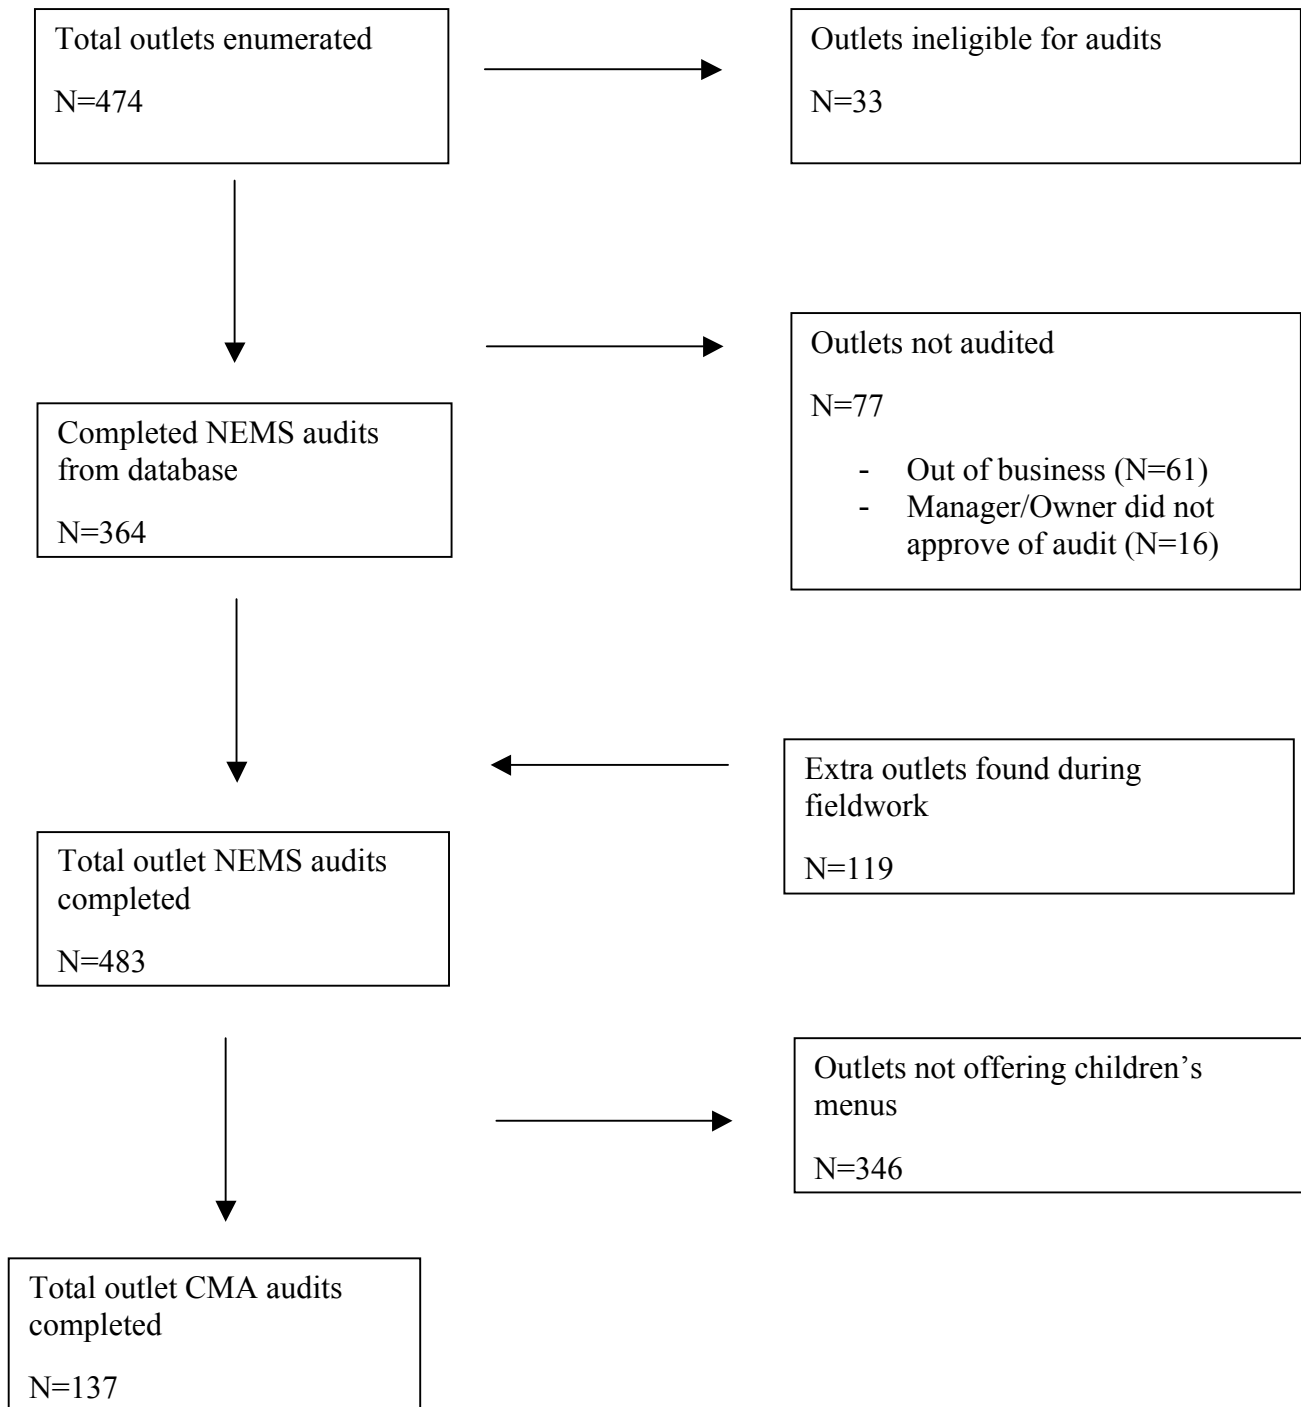 Total outlets enumerated
N=474
Outlets ineligible for audits
N=33
Outlets not audited
N=77
- Out of business (N=61)
- Manager/Owner did not
approve of audit (N=16)
Completed NEMS audits
from database
N=364
Extra outlets found during
fieldwork
N=119
Total outlet NEMS audits
completed
N=483
Outlets not offering children’s
menus
N=346
Total outlet CMA audits
completed
N=137